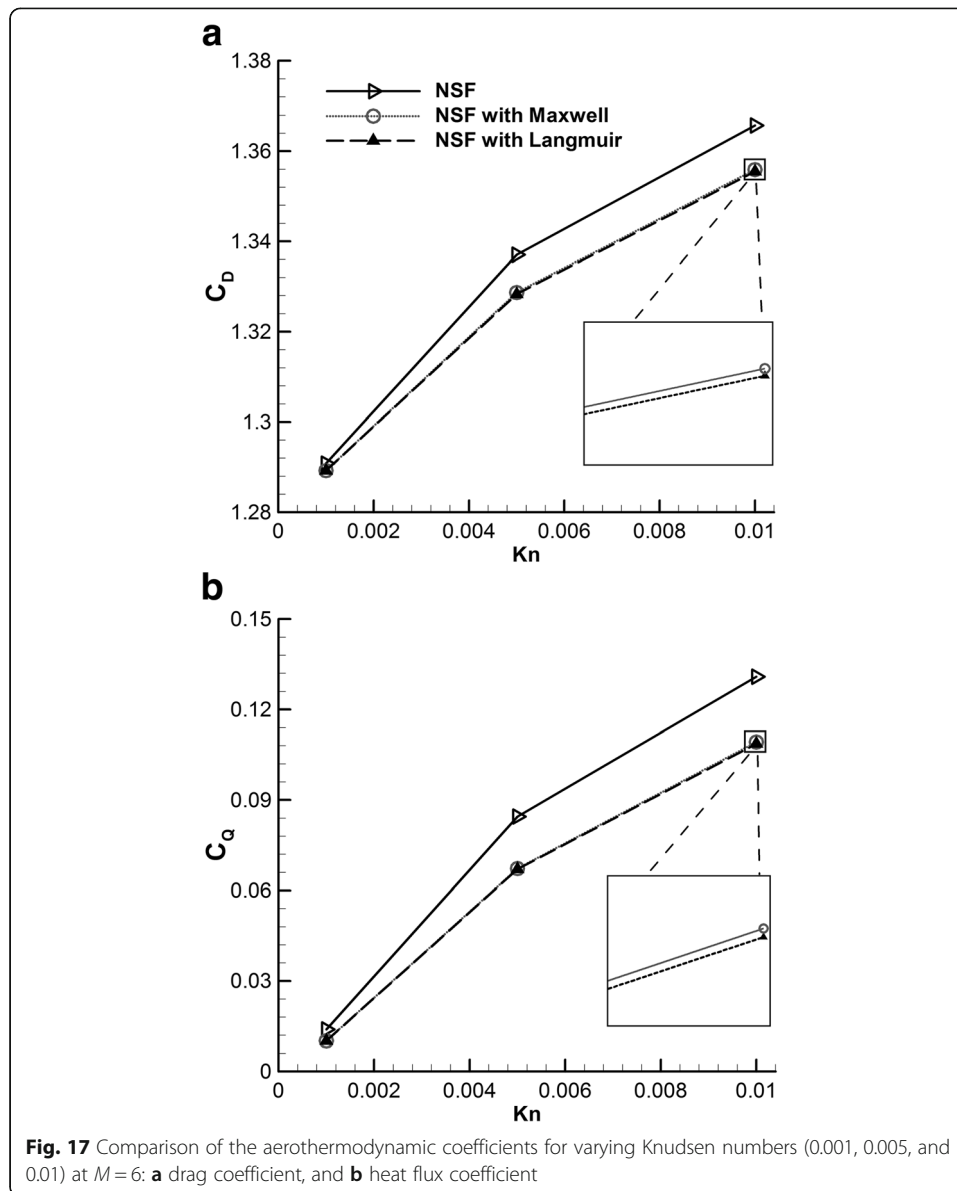 a
1.38
1.36
1.34
1.32
1.3
1.28
C_D
NSF
NSF with Maxwell
NSF with Langmuir
0 0.002 0.004 0.006 0.008 0.01
Kn
b
0.15
0.12
0.09
0.06
0.03
0
C_Q
0 0.002 0.004 0.006 0.008 0.01
Kn
Fig. 17 Comparison of the aerothermodynamic coefficients for varying Knudsen numbers (0.001, 0.005, and
0.01) at M = 6: a drag coefficient, and b heat flux coefficient